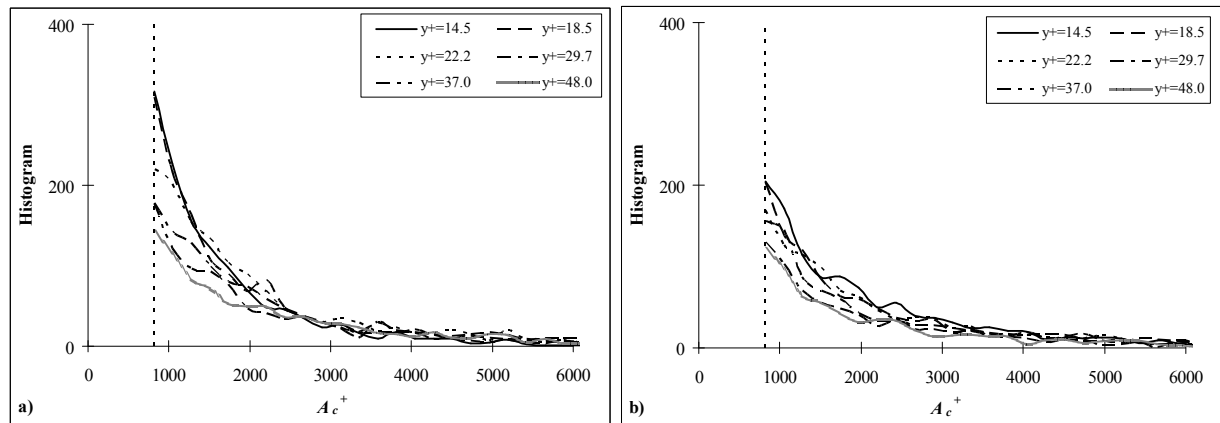 400
200
0
Histogram
y+=14.5 y+=18.5
y+=22.2 y+=29.7
y+=37.0 y+=48.0
0 1000 2000 3000 4000 5000 6000
a) A c +
400
200
0
Histogram
y+=14.5 y+=18.5
y+=22.2 y+=29.7
y+=37.0 y+=48.0
0 1000 2000 3000 4000 5000 6000
b) A c +